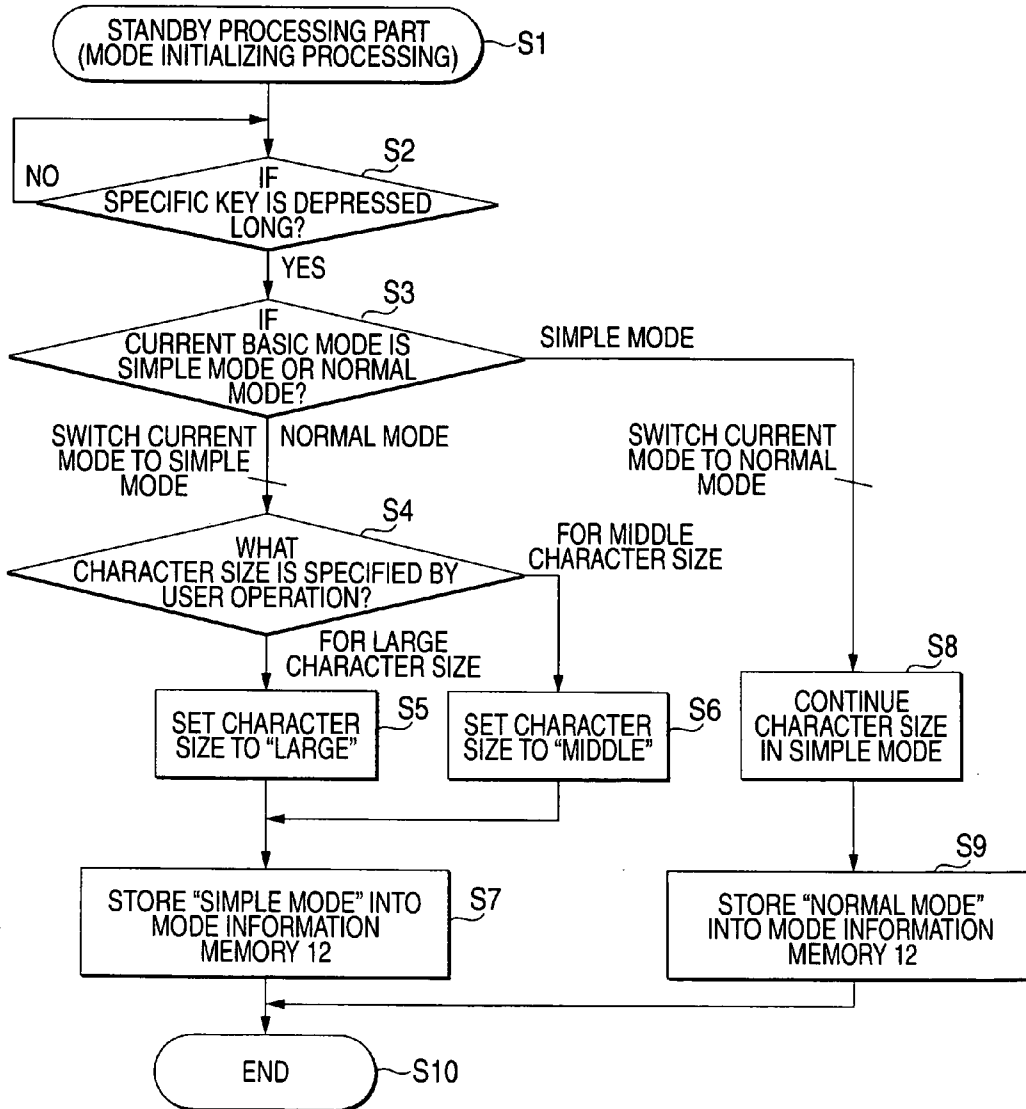 STANDBY PROCESSING PART
(MODE INITIALIZING PROCESSING)
S1
S2
NO
IF
SPECIFIC KEY IS DEPRESSED
LONG?
YES
S3
IF
CURRENT BASIC MODE IS
SIMPLE MODE OR NORMAL
MODE?
SIMPLE MODE
SWITCH CURRENT
MODE TO SIMPLE
MODE
NORMAL MODE
SWITCH CURRENT
MODE TO NORMAL
MODE
S4
WHAT
CHARACTER SIZE IS SPECIFIED BY
USER OPERATION?
FOR MIDDLE
CHARACTER SIZE
FOR LARGE
CHARACTER SIZE
S5
SET CHARACTER
SIZE TO “LARGE”
S6
SET CHARACTER
SIZE TO “MIDDLE”
S8
CONTINUE
CHARACTER SIZE
IN SIMPLE MODE
S7
STORE “SIMPLE MODE” INTO
MODE INFORMATION
MEMORY 12
S9
STORE “NORMAL MODE”
INTO MODE INFORMATION
MEMORY 12
END
S10